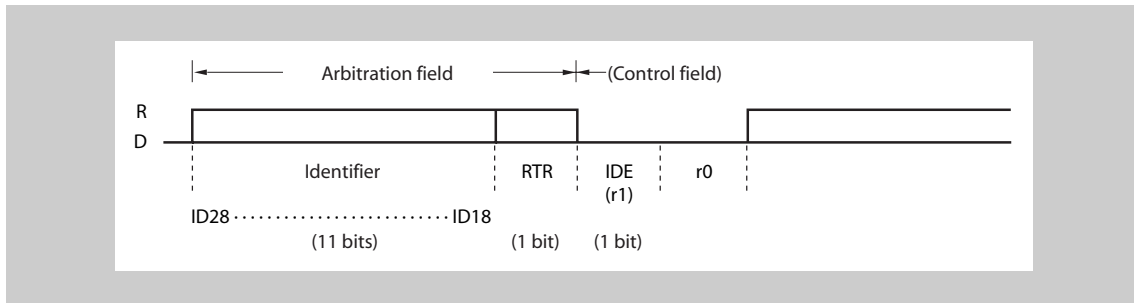 Arbitration field (Control field)
R
D
Identifier RTR IDE r0
(r1)
ID28 ························· ID18
(11 bits) (1 bit) (1 bit)